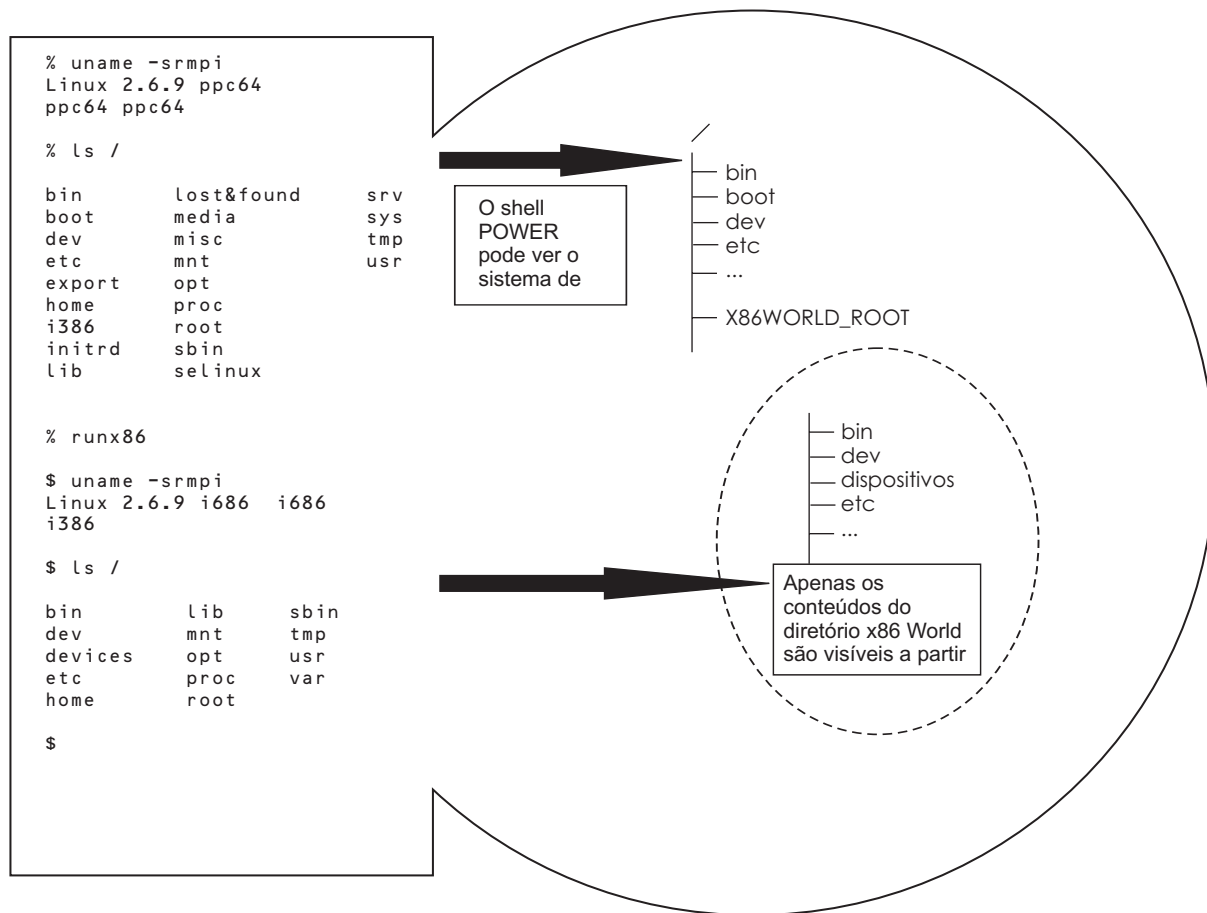 % uname -srmpi
Linux 2.6.9 ppc64
ppc64 ppc64
% ls /
bin lost&found srv
boot media sys
dev misc tmp
etc mnt usr
export opt
home proc
i386 root
initrd sbin
lib selinux
% runx86
$ uname -srmpi
Linux 2.6.9 i686 i686
i386
$ ls /
bin lib sbin
dev mnt tmp
devices opt usr
etc proc var
home root
$
O shell
POWER
pode ver o
sistema de
/
bin
boot
dev
etc
...
X86WORLD_ROOT
bin
dev
dispositivos
etc
...
Apenas os
conteúdos do
diretório x86 World
são visíveis a partir